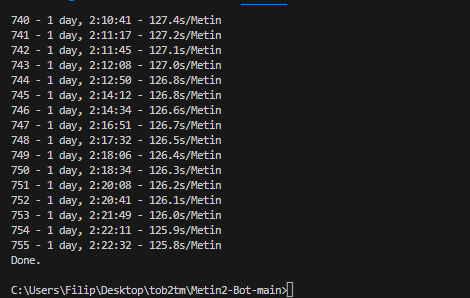 740 - 1 day, 2:10:41 - 127.4s/Metin
741 - 1 day, 2:11:17 - 127.2s/Metin
742 - 1 day, 2:11:45 - 127.1s/Metin
743 - 1 day, 2:12:08 - 127.0s/Metin
744 - 1 day, 2:12:50 - 126.8s/Metin
745 - 1 day, 2:14:12 - 126.8s/Metin
746 - 1 day, 2:14:34 - 126.6s/Metin
747 - 1 day, 2:16:51 - 126.7s/Metin
748 - 1 day, 2:17:32 - 126.5s/Metin
749 - 1 day, 2:18:06 - 126.4s/Metin
750 - 1 day, 2:18:34 - 126.3s/Metin
751 - 1 day, 2:20:08 - 126.2s/Metin
752 - 1 day, 2:20:41 - 126.1s/Metin
753 - 1 day, 2:21:49 - 126.0s/Metin
754 - 1 day, 2:22:11 - 125.9s/Metin
755 - 1 day, 2:22:32 - 125.8s/Metin
Done.
C:\Users\Filip\Desktop\tob2tm\Metin2-Bot-main>